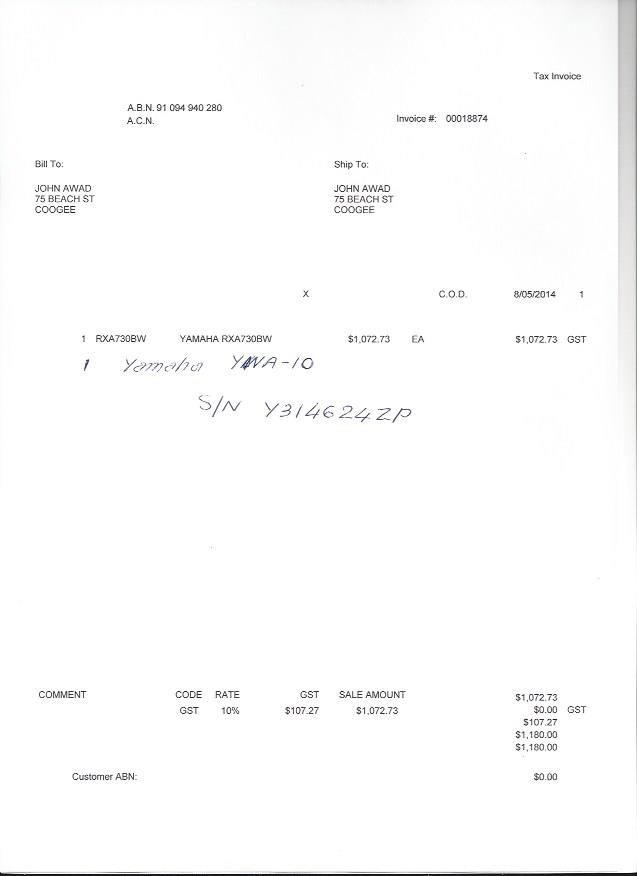 Tax Invoice
A.B.N. 91 094 940 280
A.C.N.
Invoice #: 00018874
Bill To:
Ship To:
JOHN AWAD
75 BEACH ST
COOGEE
JOHN AWAD
75 BEACH ST
COOGEE
X C.O.D. 8/05/2014 1
1 RXA730BW YAMAHA RXA730BW $1,072.73 EA $1,072.73 GST
1 Yamaha YWA-10
S/N Y314624ZP
COMMENT CODE RATE GST SALE AMOUNT $1,072.73
GST 10% $107.27 $1,072.73 $0.00 GST
$107.27
$1,180.00
$1,180.00
Customer ABN: $0.00